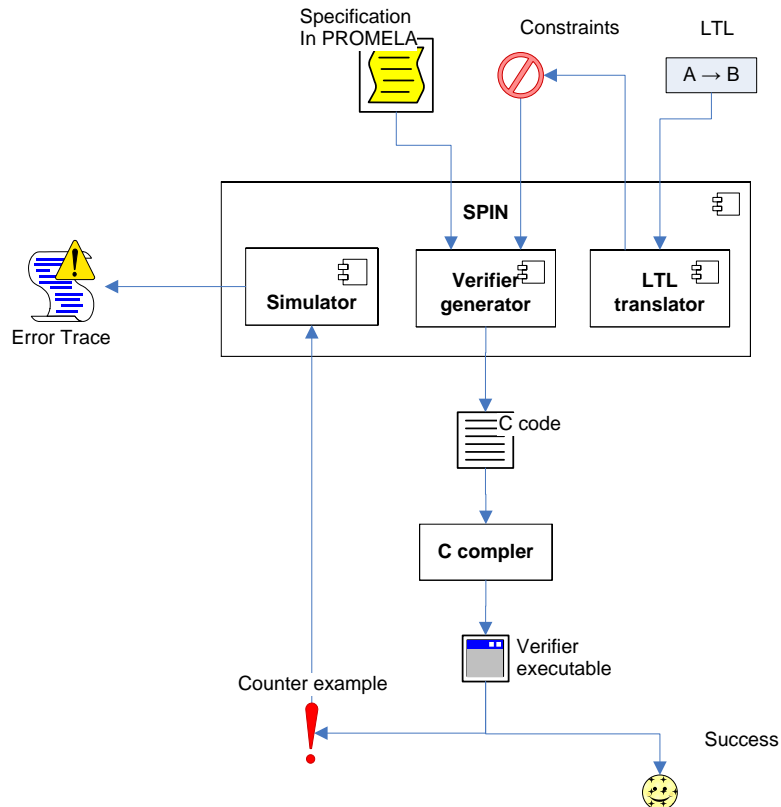 Specification
In PROMELA
Constraints
LTL
A → B
SPIN
Simulator
Verifier
generator
LTL
translator
Error Trace
C code
C compler
Verifier
executable
Counter example
Success